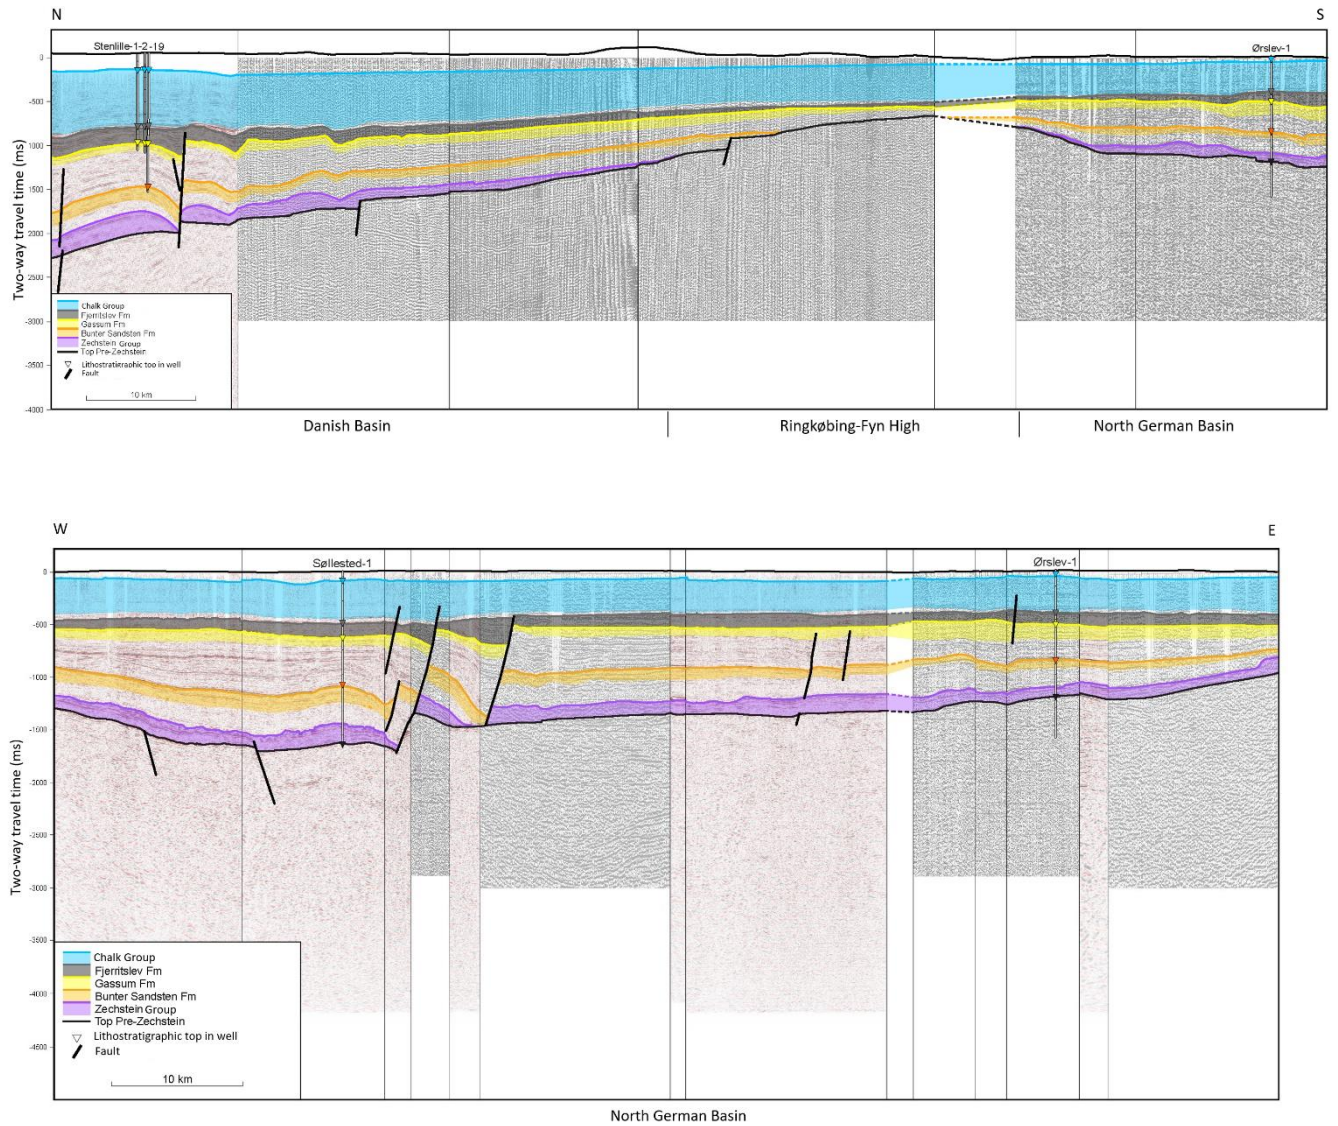 N
S
Stenlille-1-2-19
Ørslev-1
0
-500
-1000
-1500
-2000
-2500
-3000
-3500
-4000
Two-way travel time (ms)
Chalk Group
Fjerritslev Fm
Gassum Fm
Bunter Sandsten Fm
Zechstein Group
Top Pre-Zechstein
Lithostratigraphic top in well
Fault
10 km
Danish Basin
Ringkøbing-Fyn High
North German Basin
W
E
Søllested-1
Ørslev-1
0
-500
-1000
-1500
-2000
-2500
-3000
-3500
-4000
-4500
Two-way travel time (ms)
Chalk Group
Fjerritslev Fm
Gassum Fm
Bunter Sandsten Fm
Zechstein Group
Top Pre-Zechstein
Lithostratigraphic top in well
Fault
10 km
North German Basin